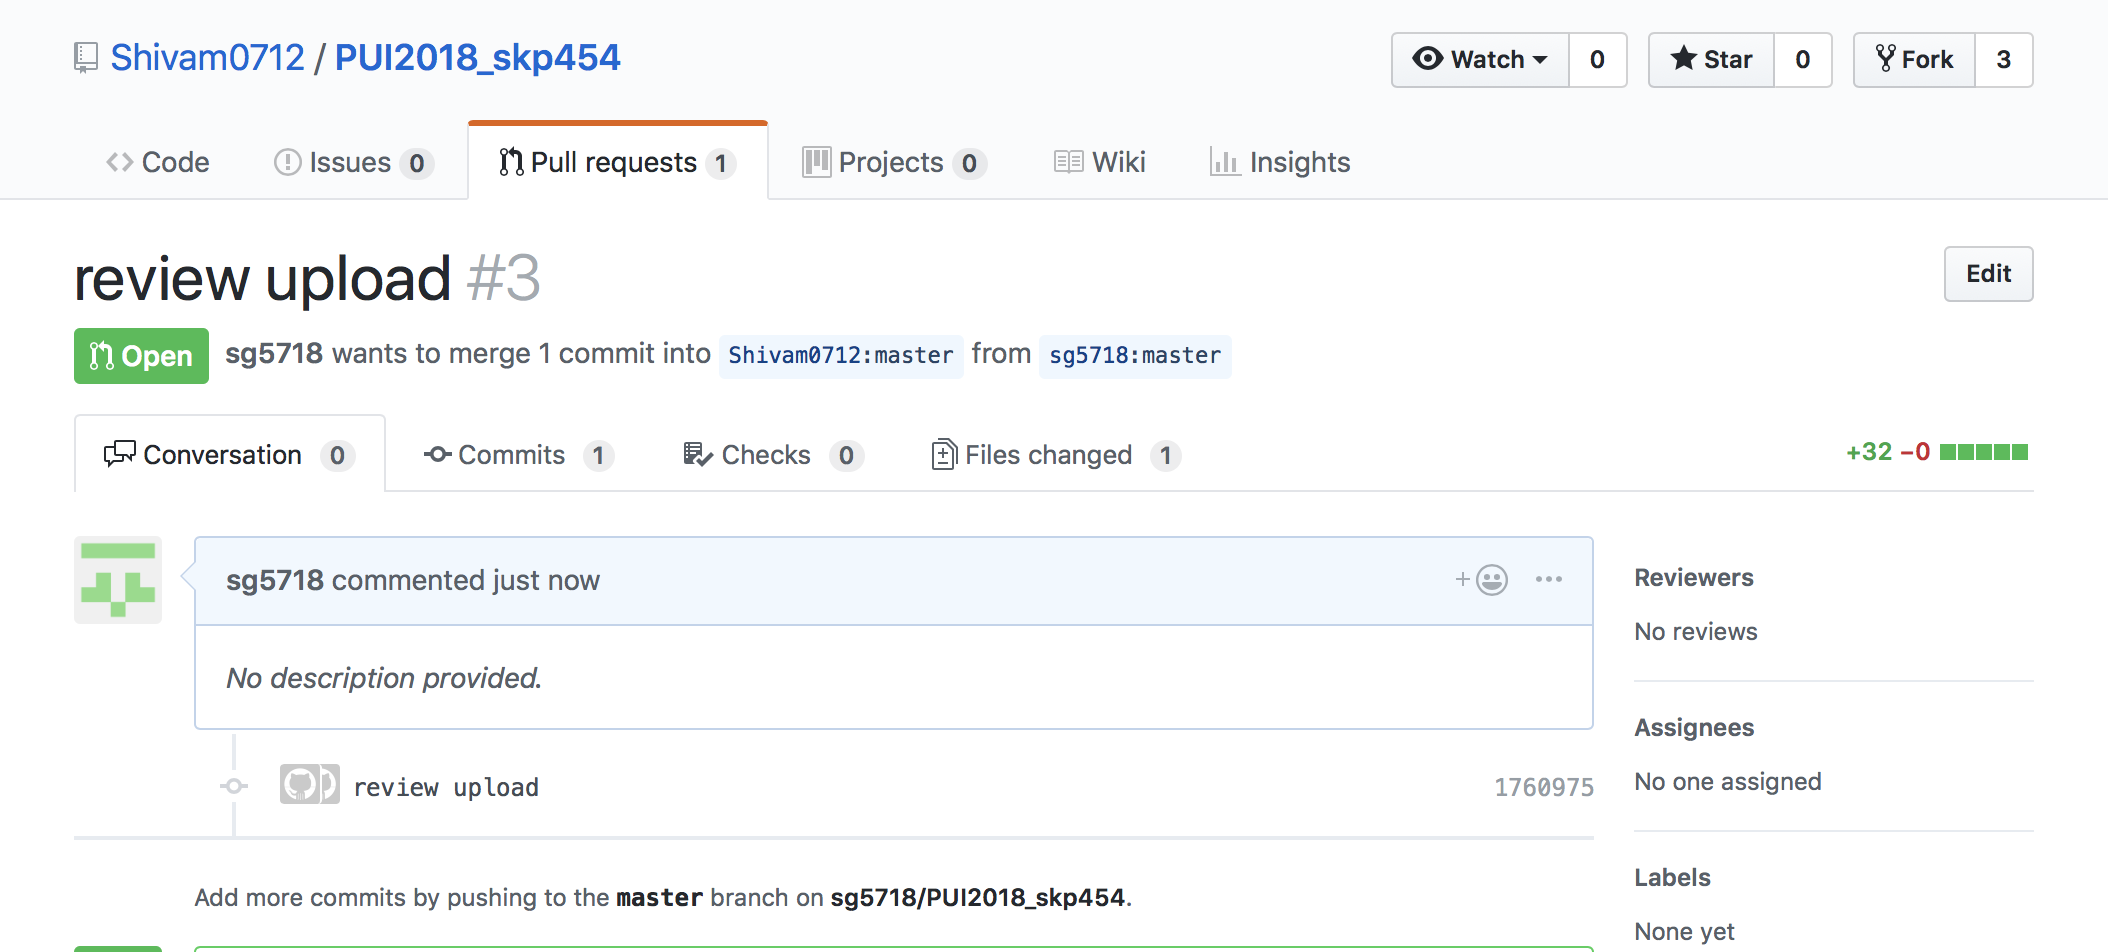 Shivam0712 / PUI2018_skp454
Watch 0 Star 0 Fork 3
Code Issues 0 Pull requests 1 Projects 0 Wiki Insights
review upload #3
Edit
Open sg5718 wants to merge 1 commit into Shivam0712:master from sg5718:master
Conversation 0 Commits 1 Checks 0 Files changed 1 +32 −0
sg5718 commented just now
No description provided.
review upload 1760975
Add more commits by pushing to the master branch on sg5718/PUI2018_skp454.
Reviewers
No reviews
Assignees
No one assigned
Labels
None yet